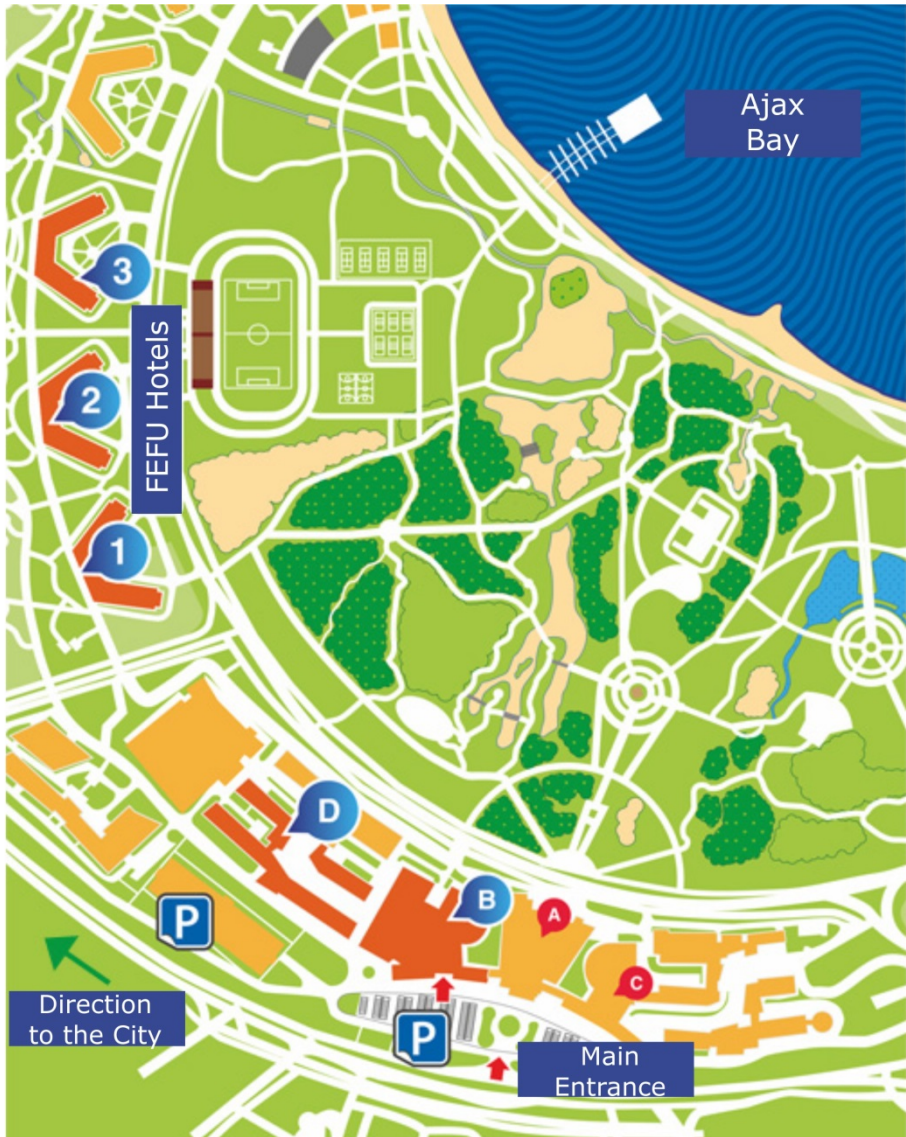 Ajax
Bay
3
FEFU Hotels
2
1
D
B
A
P
C
Direction
to the City
P
Main
Entrance